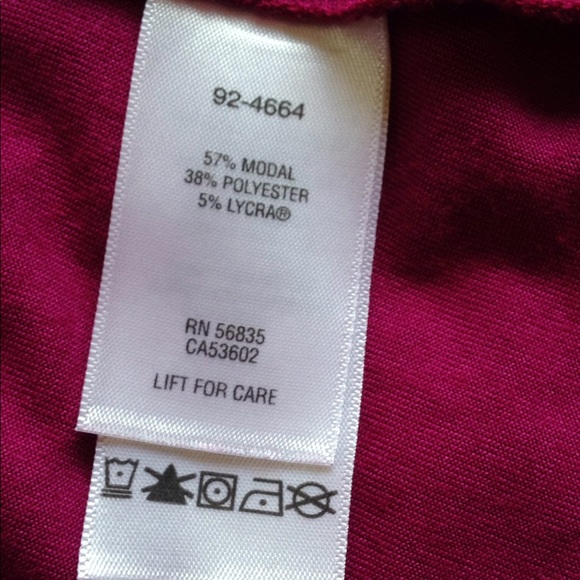 92-4664
57% MODAL
38% POLYESTER
5% LYCRA®
RN 56835
CA53602
LIFT FOR CARE